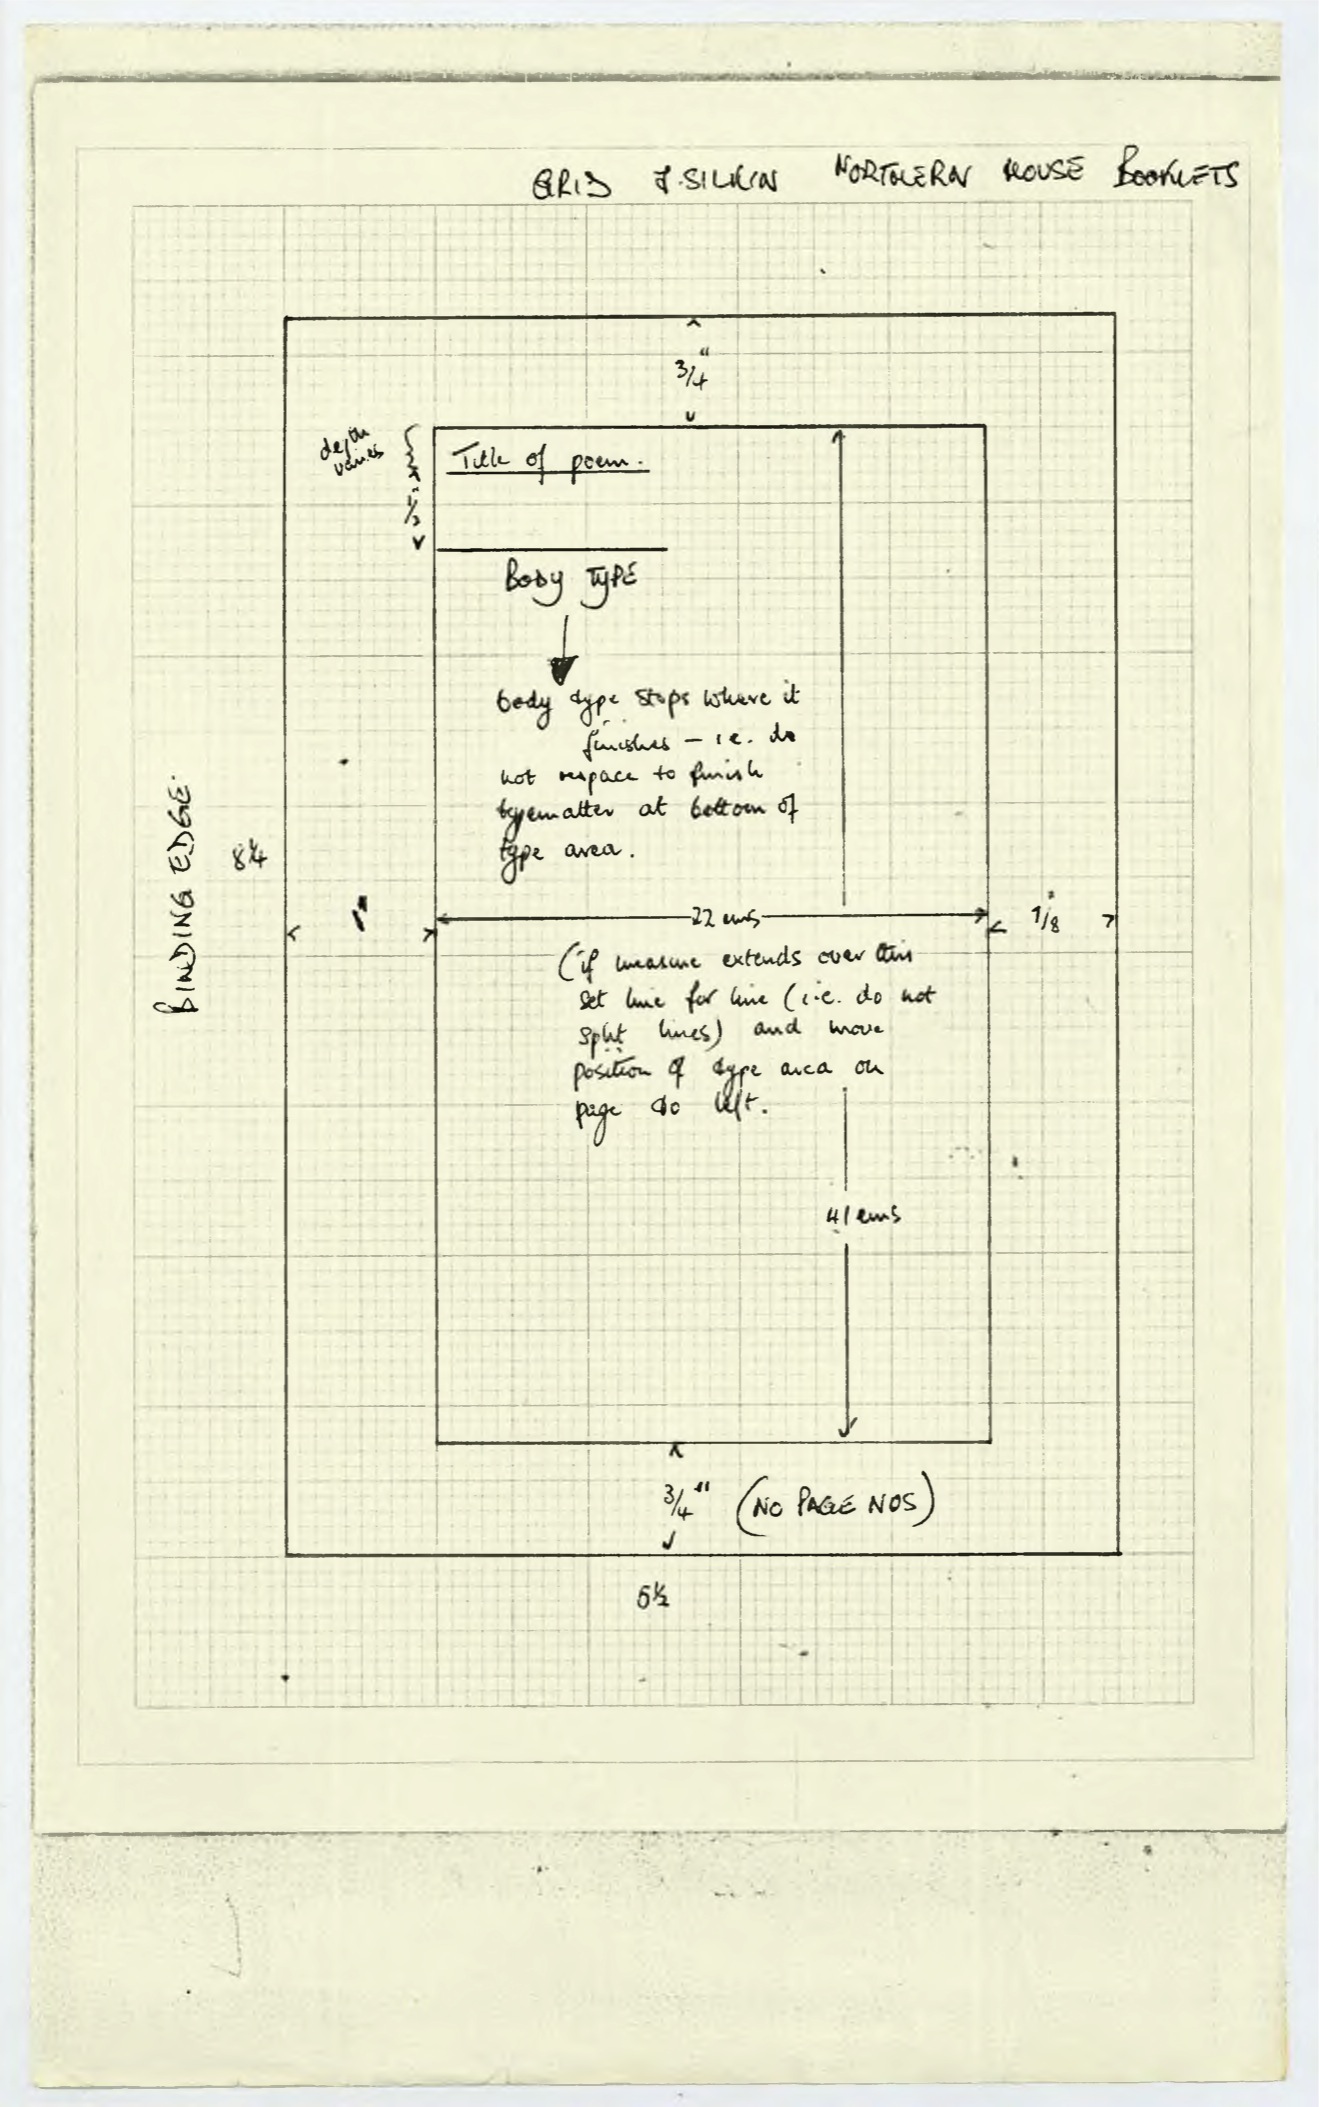 GRID J. SILKIN NORTHERN HOUSE BOOKLETS
3/4"
depth
varies
Title of poem.
1/2"
BODY TYPE
body type stops where it
finishes – i.e. do
not respace to finish
typematter at bottom of
type area.
BINDING EDGE.
8¼
1"
22 ems
7/8"
(if measure extends over this
set line for line (i.e. do not
split lines) and move
position of type area on
page to left.
41 ems
3/4" (NO PAGE NOS)
5½